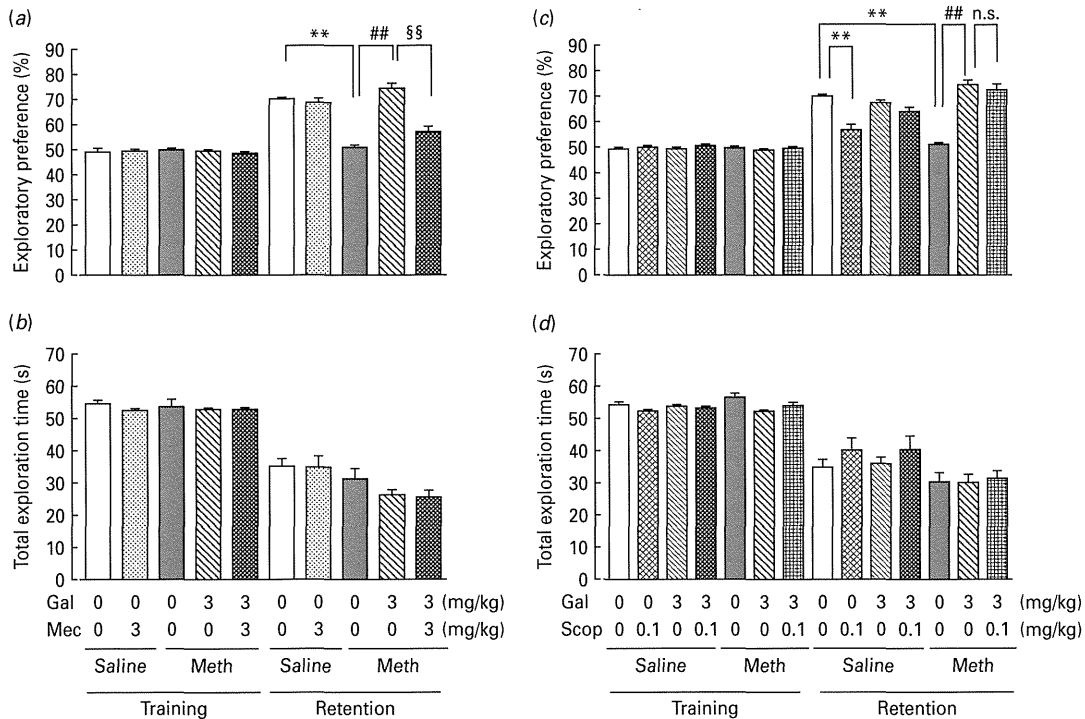 (a)
** ## §§
Exploratory preference (%)
90
80
70
60
50
40
30
20
10
0
(b)
Total exploration time (s)
70
60
50
40
30
20
10
0
Gal 0 0 0 3 3 0 0 0 3 3 (mg/kg)
Mec 0 3 0 0 3 0 3 0 0 3 (mg/kg)
Saline Meth Saline Meth
Training Retention
(c)
** ** ## n.s.
Exploratory preference (%)
90
80
70
60
50
40
30
20
10
0
(d)
Total exploration time (s)
70
60
50
40
30
20
10
0
Gal 0 0 3 3 0 3 3 0 0 3 3 0 3 3 (mg/kg)
Scop 0 0.1 0 0.1 0 0 0.1 0 0.1 0 0.1 0 0 0.1 (mg/kg)
Saline Meth Saline Meth
Training Retention